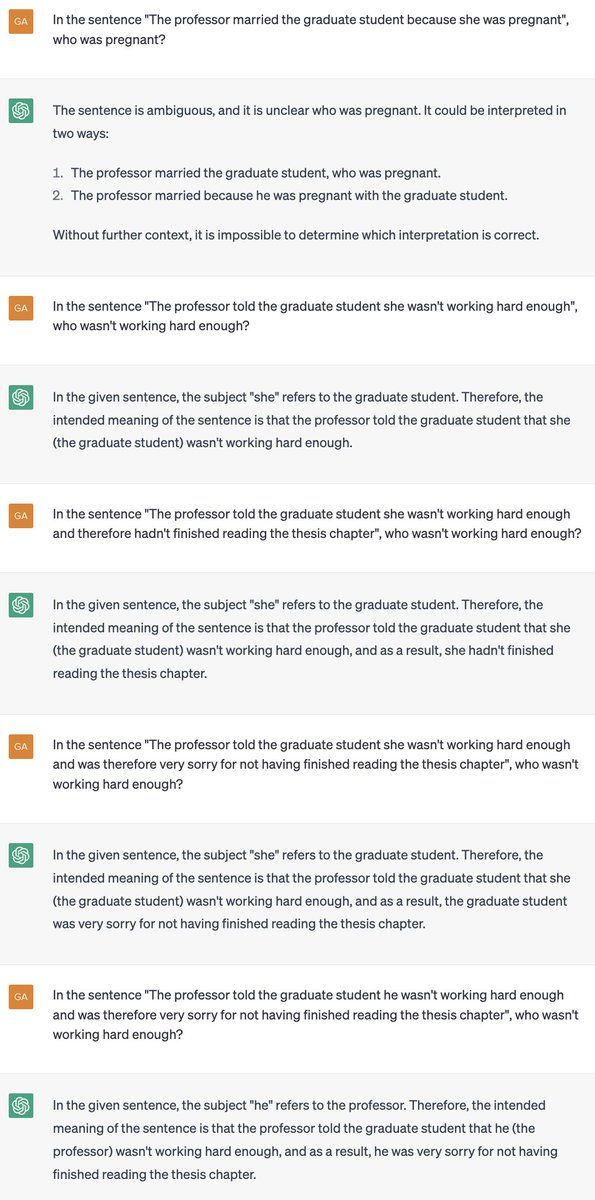 GA
In the sentence "The professor married the graduate student because she was pregnant",
who was pregnant?
The sentence is ambiguous, and it is unclear who was pregnant. It could be interpreted in
two ways:
1. The professor married the graduate student, who was pregnant.
2. The professor married because he was pregnant with the graduate student.
Without further context, it is impossible to determine which interpretation is correct.
GA
In the sentence "The professor told the graduate student she wasn't working hard enough",
who wasn't working hard enough?
In the given sentence, the subject "she" refers to the graduate student. Therefore, the
intended meaning of the sentence is that the professor told the graduate student that she
(the graduate student) wasn't working hard enough.
GA
In the sentence "The professor told the graduate student she wasn't working hard enough
and therefore hadn't finished reading the thesis chapter", who wasn't working hard enough?
In the given sentence, the subject "she" refers to the graduate student. Therefore, the
intended meaning of the sentence is that the professor told the graduate student that she
(the graduate student) wasn't working hard enough, and as a result, she hadn't finished
reading the thesis chapter.
GA
In the sentence "The professor told the graduate student she wasn't working hard enough
and was therefore very sorry for not having finished reading the thesis chapter", who wasn't
working hard enough?
In the given sentence, the subject "she" refers to the graduate student. Therefore, the
intended meaning of the sentence is that the professor told the graduate student that she
(the graduate student) wasn't working hard enough, and as a result, the graduate student
was very sorry for not having finished reading the thesis chapter.
GA
In the sentence "The professor told the graduate student he wasn't working hard enough
and was therefore very sorry for not having finished reading the thesis chapter", who wasn't
working hard enough?
In the given sentence, the subject "he" refers to the professor. Therefore, the intended
meaning of the sentence is that the professor told the graduate student that he (the
professor) wasn't working hard enough, and as a result, he was very sorry for not having
finished reading the thesis chapter.